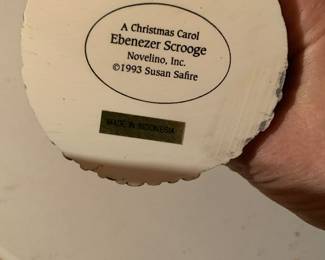 A Christmas Carol
Ebenezer Scrooge
Novelino, Inc.
©1993 Susan Safire
MADE IN INDONESIA